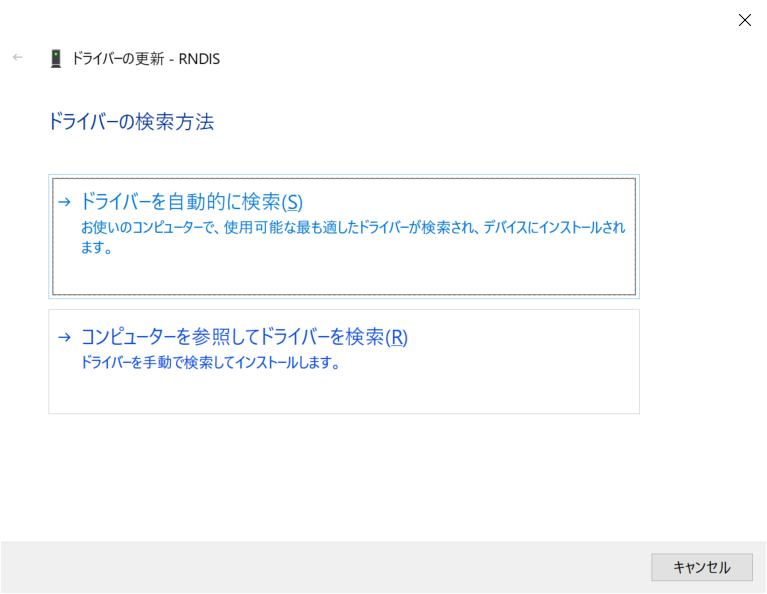 ドライバーの更新 - RNDIS
ドライバーの検索方法
→ ドライバーを自動的に検索(S)
お使いのコンピューターで、使用可能な最も適したドライバーが検索され、デバイスにインストールされ
ます。
→ コンピューターを参照してドライバーを検索(R)
ドライバーを手動で検索してインストールします。
キャンセル